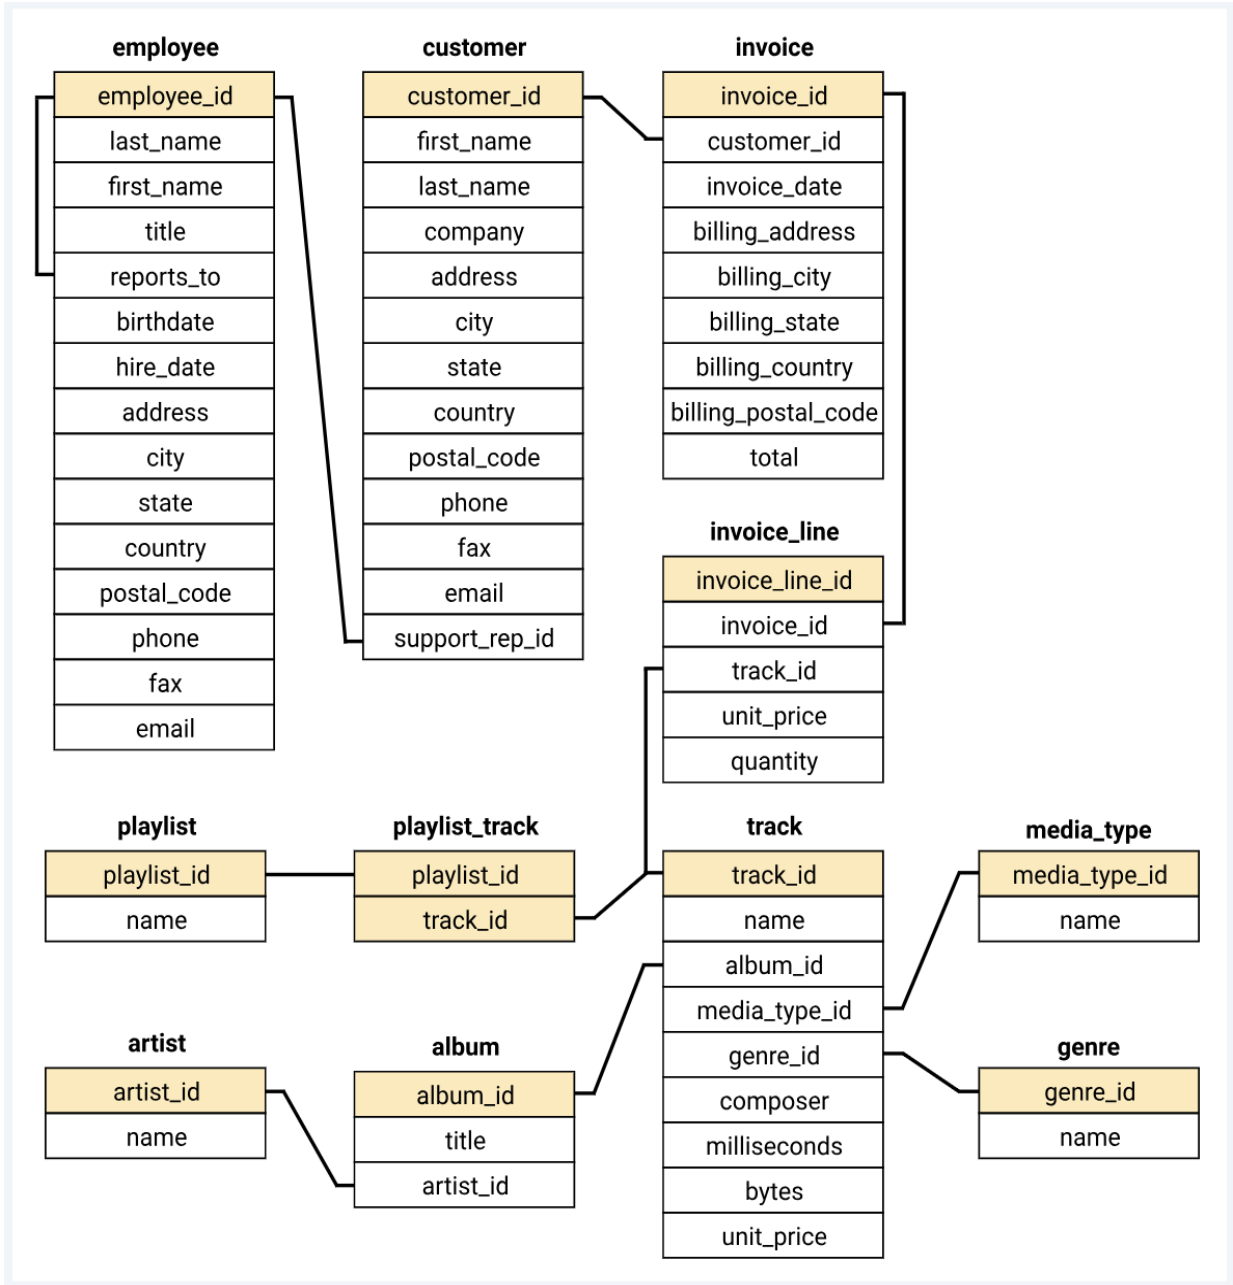 employee
employee_id
last_name
first_name
title
reports_to
birthdate
hire_date
address
city
state
country
postal_code
phone
fax
email
customer
customer_id
first_name
last_name
company
address
city
state
country
postal_code
phone
fax
email
support_rep_id
invoice
invoice_id
customer_id
invoice_date
billing_address
billing_city
billing_state
billing_country
billing_postal_code
total
invoice_line
invoice_line_id
invoice_id
track_id
unit_price
quantity
playlist
playlist_id
name
playlist_track
playlist_id
track_id
track
track_id
name
album_id
media_type_id
genre_id
composer
milliseconds
bytes
unit_price
media_type
media_type_id
name
artist
artist_id
name
album
album_id
title
artist_id
genre
genre_id
name